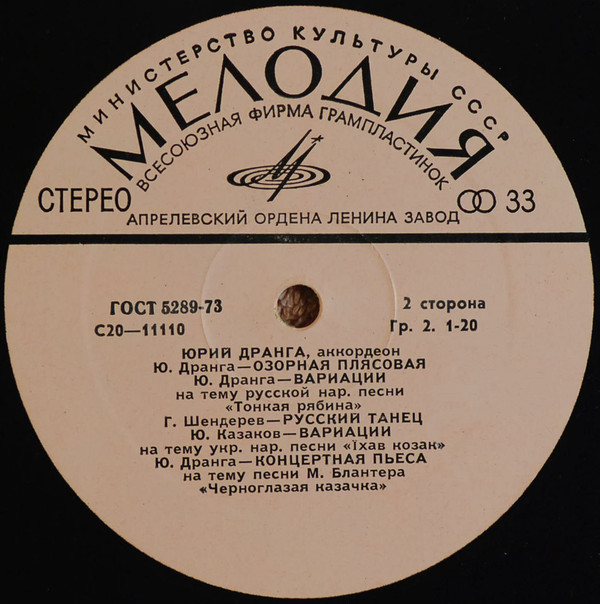 МИНИСТЕРСТВО КУЛЬТУРЫ СССР
МЕЛОДИЯ
ВСЕСОЮЗНАЯ ФИРМА ГРАМПЛАСТИНОК
СТЕРЕО
33
АПРЕЛЕВСКИЙ ОРДЕНА ЛЕНИНА ЗАВОД
ГОСТ 5289-73
2 сторона
С20—11110
Гр. 2. 1-20
ЮРИЙ ДРАНГА, аккордеон
Ю. Дранга—ОЗОРНАЯ ПЛЯСОВАЯ
Ю. Дранга—ВАРИАЦИИ
на тему русской нар. песни
«Тонкая рябина»
Г. Шендерев—РУССКИЙ ТАНЕЦ
Ю. Казаков—ВАРИАЦИИ
на тему укр. нар. песни «Їхав козак»
Ю. Дранга—КОНЦЕРТНАЯ ПЬЕСА
на тему песни М. Блантера
«Черноглазая казачка»